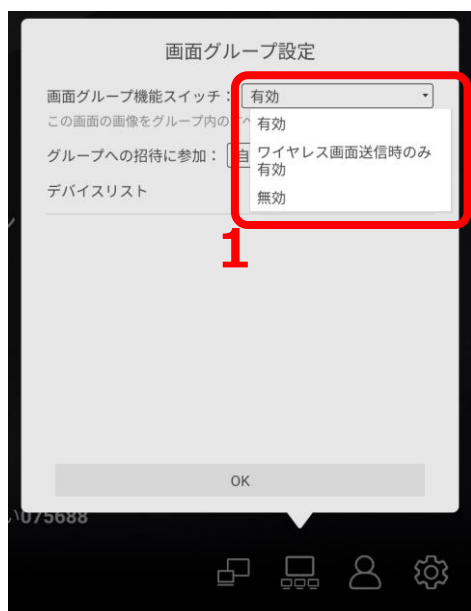 画面グループ設定
画面グループ機能スイッチ： 有効
この画面の画像をグループ内の
有効
グループへの招待に参加： 自
ワイヤレス画面送信時のみ
有効
デバイスリスト
無効
1
OK
075688